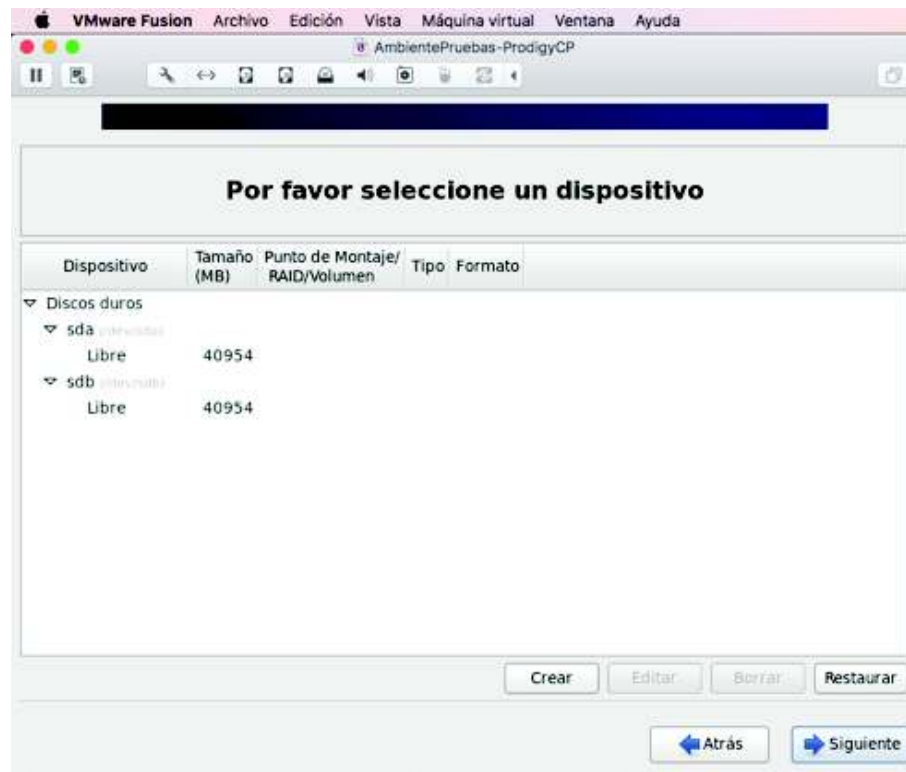 VMware Fusion Archivo Edición Vista Máquina virtual Ventana Ayuda
AmbientePruebas-ProdigyCP
Por favor seleccione un dispositivo
Dispositivo Tamaño (MB) Punto de Montaje/ RAID/Volumen Tipo Formato
Discos duros
sda
Libre 40954
sdb
Libre 40954
Crear Editar Borrar Restaurar
Atrás Siguiente